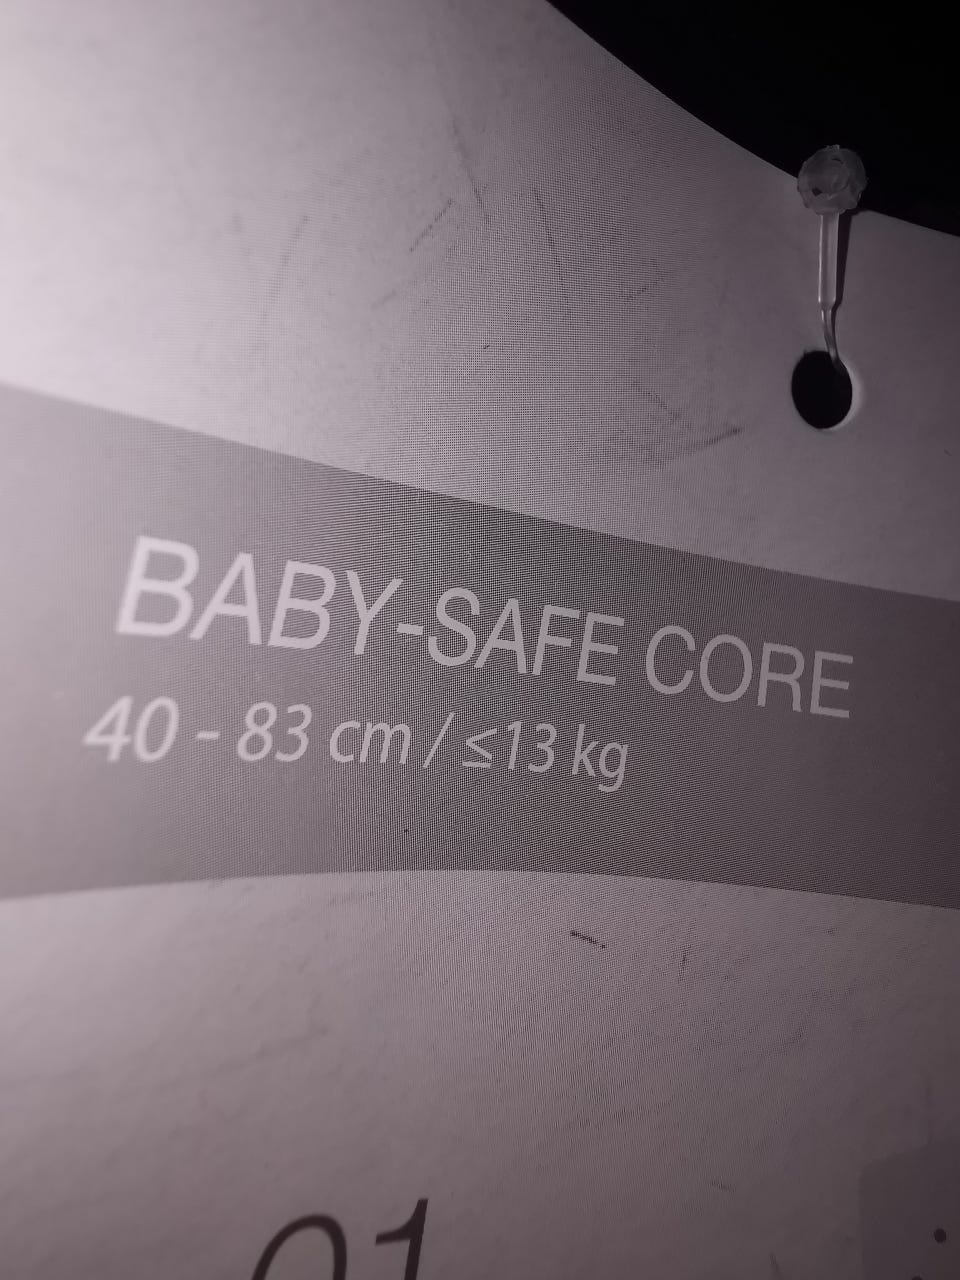 BABY-SAFE CORE
40 - 83 cm / ≤13 kg